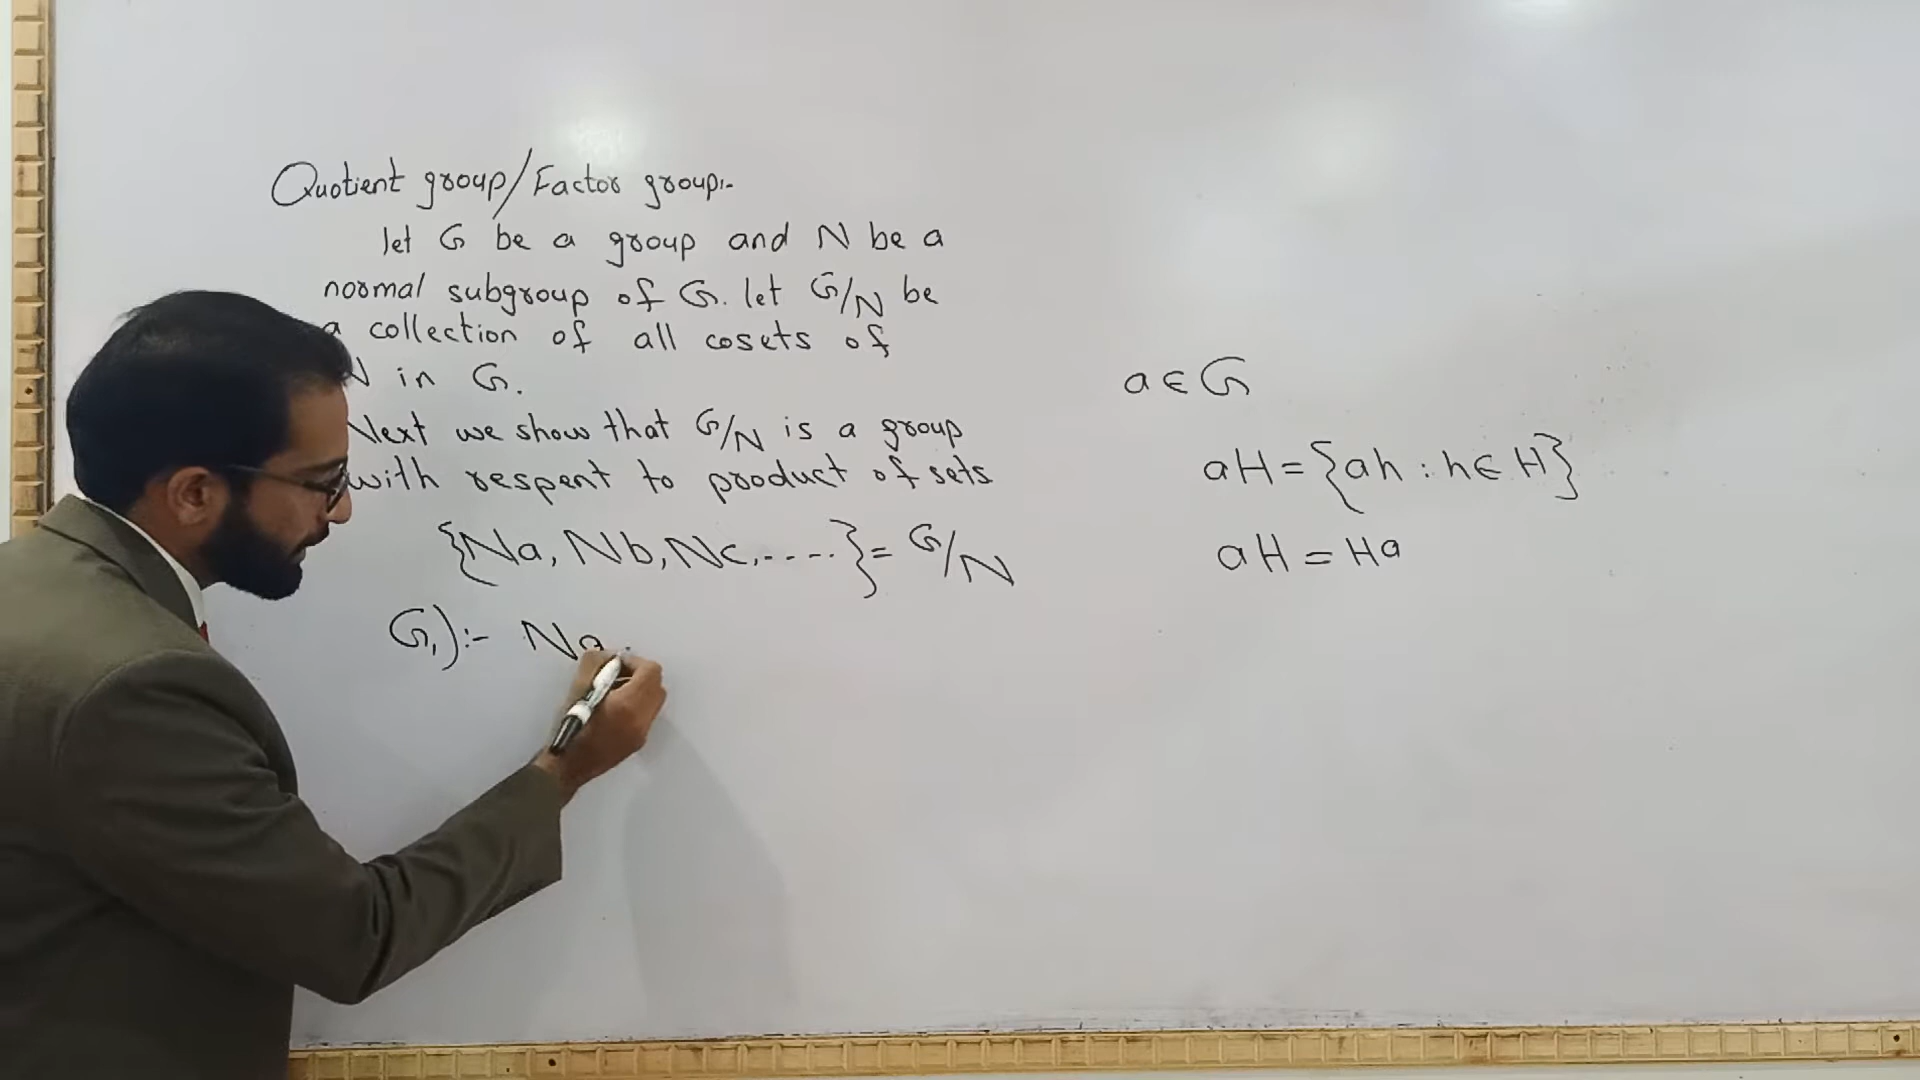 Quotient group/Factor group:-
let G be a group and N be a
normal subgroup of G. let G/N be
a collection of all cosets of
N in G.
Next we show that G/N is a group
with respent to product of sets
{Na, Nb, Nc, ..... } = G/N
G₁) :- Na
a ∈ G
aH = {ah : h ∈ H}
aH = Ha